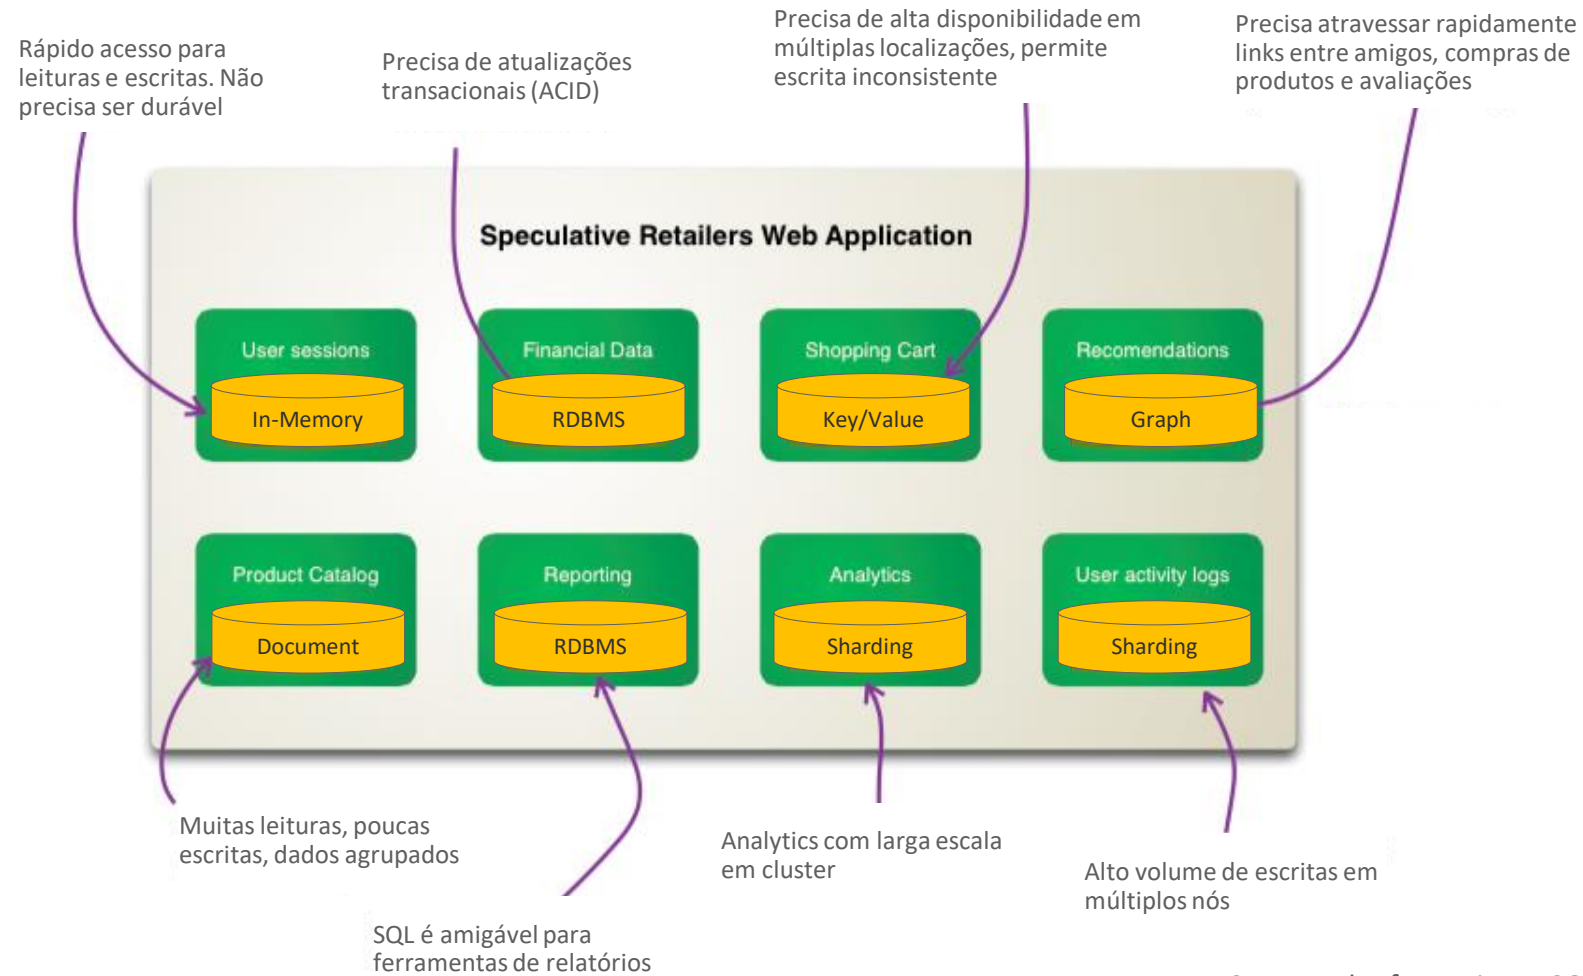 Rápido acesso para
leituras e escritas. Não
precisa ser durável
Precisa de atualizações
transacionais (ACID)
Precisa de alta disponibilidade em
múltiplas localizações, permite
escrita inconsistente
Precisa atravessar rapidamente
links entre amigos, compras de
produtos e avaliações
Speculative Retailers Web Application
User sessions
In-Memory
Financial Data
RDBMS
Shopping Cart
Key/Value
Recomendations
Graph
Product Catalog
Document
Reporting
RDBMS
Analytics
Sharding
User activity logs
Sharding
Muitas leituras, poucas
escritas, dados agrupados
SQL é amigável para
ferramentas de relatórios
Analytics com larga escala
em cluster
Alto volume de escritas em
múltiplos nós